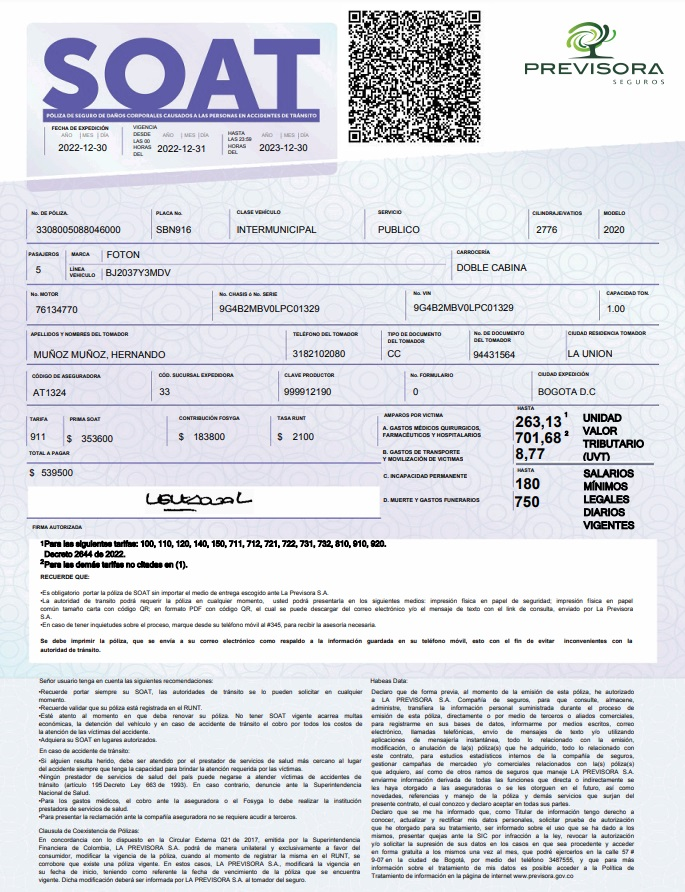 SOAT
PÓLIZA DE SEGURO DE DAÑOS CORPORALES CAUSADOS A LAS PERSONAS EN ACCIDENTES DE TRÁNSITO
FECHA DE EXPEDICIÓN
AÑO | MES | DÍA
2022-12-30
VIGENCIA
DESDE
LAS 00
HORAS
DEL
AÑO | MES | DÍA
2022-12-31
HASTA
LAS 23:59
HORAS
DEL
AÑO | MES | DÍA
2023-12-30
PREVISORA
SEGUROS
No. DE PÓLIZA.
3308005088046000
PLACA No.
SBN916
CLASE VEHÍCULO
INTERMUNICIPAL
SERVICIO
PUBLICO
CILINDRAJE/VATIOS
2776
MODELO
2020
PASAJEROS
5
MARCA
FOTON
LÍNEA
VEHICULO
BJ2037Y3MDV
CARROCERÍA
DOBLE CABINA
No. MOTOR
76134770
No. CHASIS ó No. SERIE
9G4B2MBV0LPC01329
No. VIN
9G4B2MBV0LPC01329
CAPACIDAD TON.
1.00
APELLIDOS Y NOMBRES DEL TOMADOR
MUÑOZ MUÑOZ, HERNANDO
TELÉFONO DEL TOMADOR
3182102080
TIPO DE DOCUMENTO
DEL TOMADOR
CC
No. DE DOCUMENTO
DEL TOMADOR
94431564
CIUDAD RESIDENCIA TOMADOR
LA UNION
CÓDIGO DE ASEGURADORA
AT1324
CÓD. SUCURSAL EXPEDIDORA
33
CLAVE PRODUCTOR
999912190
No. FORMULARIO
0
CIUDAD EXPEDICIÓN
BOGOTA D.C
TARIFA
911
PRIMA SOAT
$ 353600
CONTRIBUCIÓN FOSYGA
$ 183800
TASA RUNT
$ 2100
TOTAL A PAGAR
$ 539500
AMPAROS POR VICTIMA
A. GASTOS MÉDICOS QUIRURGICOS,
FARMACÉUTICOS Y HOSPITALARIOS
B. GASTOS DE TRANSPORTE
Y MOVILIZACIÓN DE VICTIMAS
C. INCAPACIDAD PERMANENTE
D. MUERTE Y GASTOS FUNERARIOS
HASTA
263,13 1
701,68 2
8,77
UNIDAD
VALOR
TRIBUTARIO
(UVT)
HASTA
180
750
SALARIOS
MÍNIMOS
LEGALES
DIARIOS
VIGENTES
FIRMA AUTORIZADA
1Para las siguientes tarifas: 100, 110, 120, 140, 150, 711, 712, 721, 722, 731, 732, 810, 910, 920.
Decreto 2644 de 2022.
2Para las demás tarifas no citadas en (1).
RECUERDE QUE:
•Es obligatorio portar la póliza de SOAT sin importar el medio de entrega escogido ante La Previsora S.A.
•La autoridad de transito podrá requerir la póliza en cualquier momento, usted podrá presentarla en los siguientes medios: impresión física en papel de seguridad; impresión física en papel
común tamaño carta con código QR; en formato PDF con código QR, el cual se puede descargar del correo electrónico y/o el mensaje de texto con el link de consulta, enviado por La Previsora
S.A.
•En caso de tener inquietudes sobre el proceso, marque desde su teléfono móvil al #345, para recibir la asesoría necesaria.
Se debe imprimir la póliza, que se envía a su correo electrónico como respaldo a la información guardada en su teléfono móvil, esto con el fin de evitar inconvenientes con la
autoridad de tránsito.
Señor usuario tenga en cuenta las siguientes recomendaciones:
•Recuerde portar siempre su SOAT, las autoridades de tránsito se lo pueden solicitar en cualquier
momento.
•Recuerde validar que su póliza está registrada en el RUNT.
•Esté atento al momento en que deba renovar su póliza. No tener SOAT vigente acarrea multas
económicas, la detención del vehículo y en caso de accidente de tránsito el cobro por todos los costos de
la atención de las víctimas del accidente.
•Adquiera su SOAT en lugares autorizados.
En caso de accidente de tránsito:
•Si alguien resulta herido, debe ser atendido por el prestador de servicios de salud más cercano al lugar
del accidente siempre que tenga la capacidad para brindar la atención requerida por las víctimas.
•Ningún prestador de servicios de salud del país puede negarse a atender víctimas de accidentes de
tránsito (artículo 195 Decreto Ley 663 de 1993). En caso contrario, denuncie ante la Superintendencia
Nacional de Salud.
•Para los gastos médicos, el cobro ante la aseguradora o el Fosyga lo debe realizar la institución
prestadora de servicios de salud.
•Para presentar la reclamación ante la compañía aseguradora no se requiere acudir a terceros.
Clausula de Coexistencia de Pólizas:
En concordancia con lo dispuesto en la Circular Externa 021 de 2017, emitida por la Superintendencia
Financiera de Colombia, LA PREVISORA S.A. podrá de manera unilateral y exclusivamente a favor del
consumidor, modificar la vigencia de la póliza, cuando al momento de registrar la misma en el RUNT, se
corrobore que existe una póliza vigente. En estos casos, LA PREVISORA S.A. modificará la vigencia en
su fecha de inicio, teniendo como referente la fecha de vencimiento de la póliza que se encuentra
vigente. Dicha modificación deberá ser informada por LA PREVISORA S.A. al tomador del seguro.
Habeas Data:
Declaro que de forma previa, al momento de la emisión de esta póliza, he autorizado
a LA PREVISORA S.A. Compañía de seguros, para que consulte, almacene,
administre, transfiera la información personal suministrada durante el proceso de
emisión de esta póliza, directamente o por medio de terceros o aliados comerciales,
para registrarme en sus bases de datos, informarme por medios escritos, correo
electrónico, llamadas telefónicas, envío de mensajes de texto y/o utilizando
aplicaciones de mensajería instantánea, todo lo relacionado con la emisión,
modificación, o anulación de la(s) póliza(s) que he adquirido, todo lo relacionado con
este contrato, para estudios estadísticos internos de la compañía de seguros,
gestionar campañas de mercadeo y/o comerciales relacionados con la(s) póliza(s)
que adquiero, así como de otros ramos de seguros que maneje LA PREVISORA S.A.
enviarme información derivada de todas las funciones que directa o indirectamente
se les haya otorgado a las aseguradoras o se les otorguen en el futuro, así como
novedades, referencias y manejo de la póliza y demás servicios que surjan del
presente contrato, el cual conozco y declaro aceptar en todas sus partes.
Declaro que se me ha informado que, como Titular de información tengo derecho a
conocer, actualizar y rectificar mis datos personales, solicitar prueba de autorización
que he otorgado para su tratamiento, ser informado sobre el uso que se ha dado a los
mismos, presentar quejas ante la SIC por infracción a la ley, revocar la autorización
y/o solicitar la supresión de sus datos en los casos en que sea procedente y acceder
en forma gratuita a los mismos una vez al mes, que podré ejercerlos en la calle 57 #
9-07 en la ciudad de Bogotá, por medio del teléfono 3487555, y que para más
información sobre el tratamiento de mis datos es posible acceder a la Política de
Tratamiento de información en la página de internet www.previsora.gov.co.